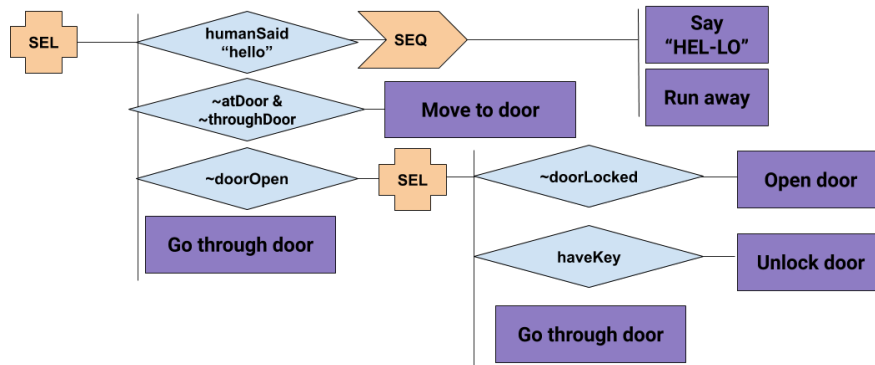 SEL
humanSaid
“hello”
SEQ
Say
“HEL-LO”
Run away
~atDoor &
~throughDoor
Move to door
~doorOpen
SEL
~doorLocked
Open door
Go through door
haveKey
Unlock door
Go through door